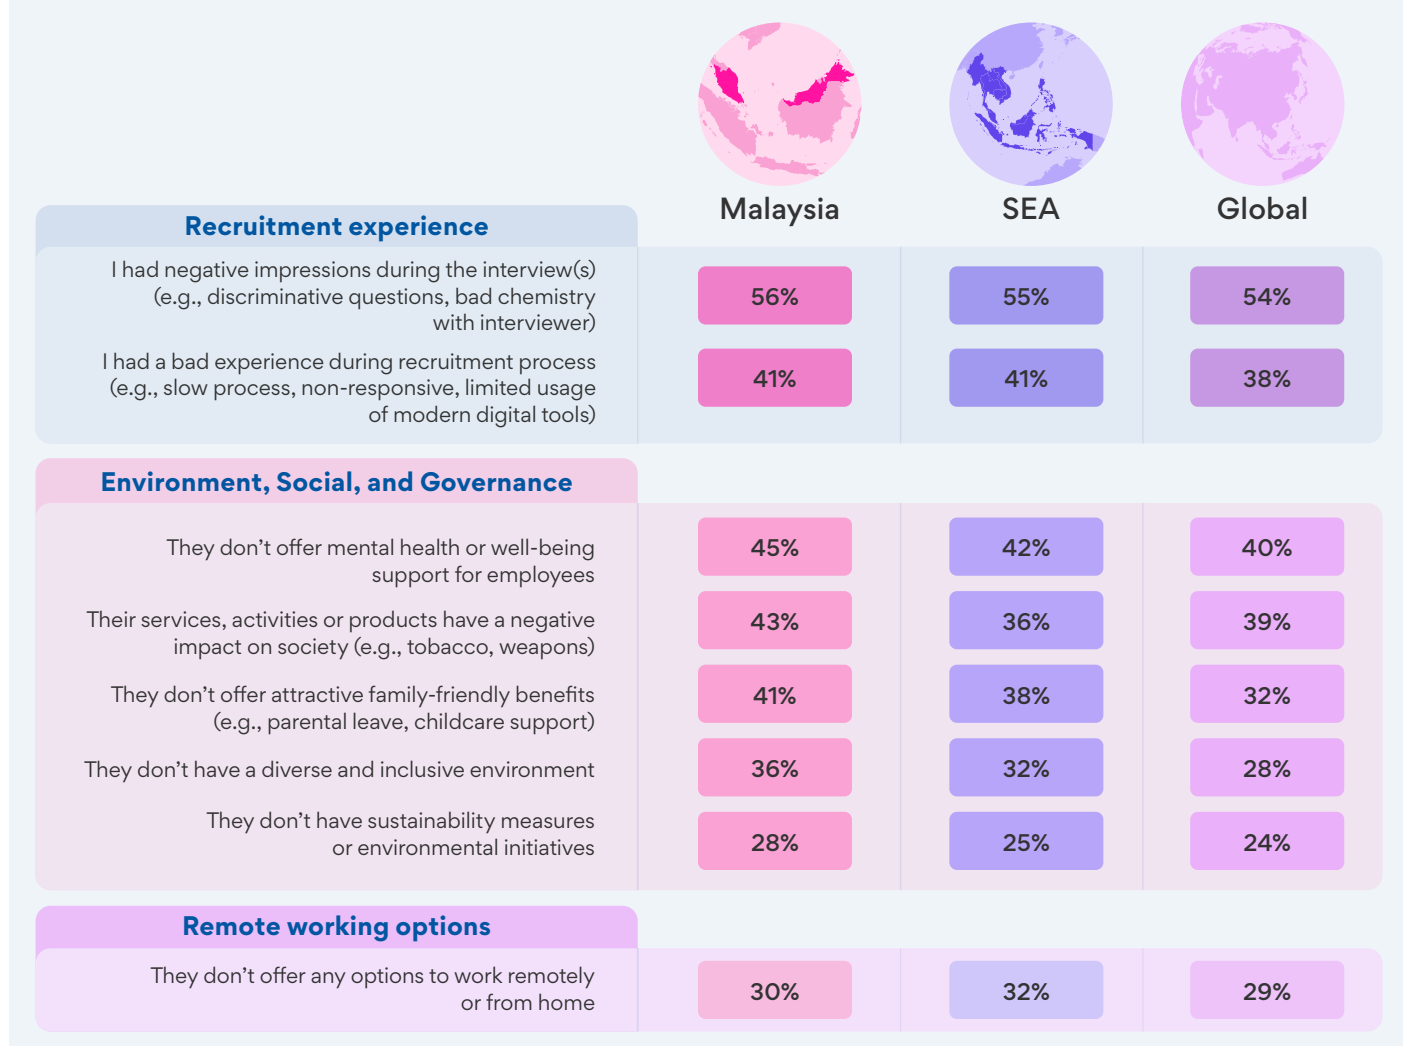 Malaysia
SEA
Global
Recruitment experience
I had negative impressions during the interview(s)
(e.g., discriminative questions, bad chemistry
with interviewer)
56%
55%
54%
I had a bad experience during recruitment process
(e.g., slow process, non-responsive, limited usage
of modern digital tools)
41%
41%
38%
Environment, Social, and Governance
They don’t offer mental health or well-being
support for employees
45%
42%
40%
Their services, activities or products have a negative
impact on society (e.g., tobacco, weapons)
43%
36%
39%
They don’t offer attractive family-friendly benefits
(e.g., parental leave, childcare support)
41%
38%
32%
They don’t have a diverse and inclusive environment
36%
32%
28%
They don’t have sustainability measures
or environmental initiatives
28%
25%
24%
Remote working options
They don’t offer any options to work remotely
or from home
30%
32%
29%